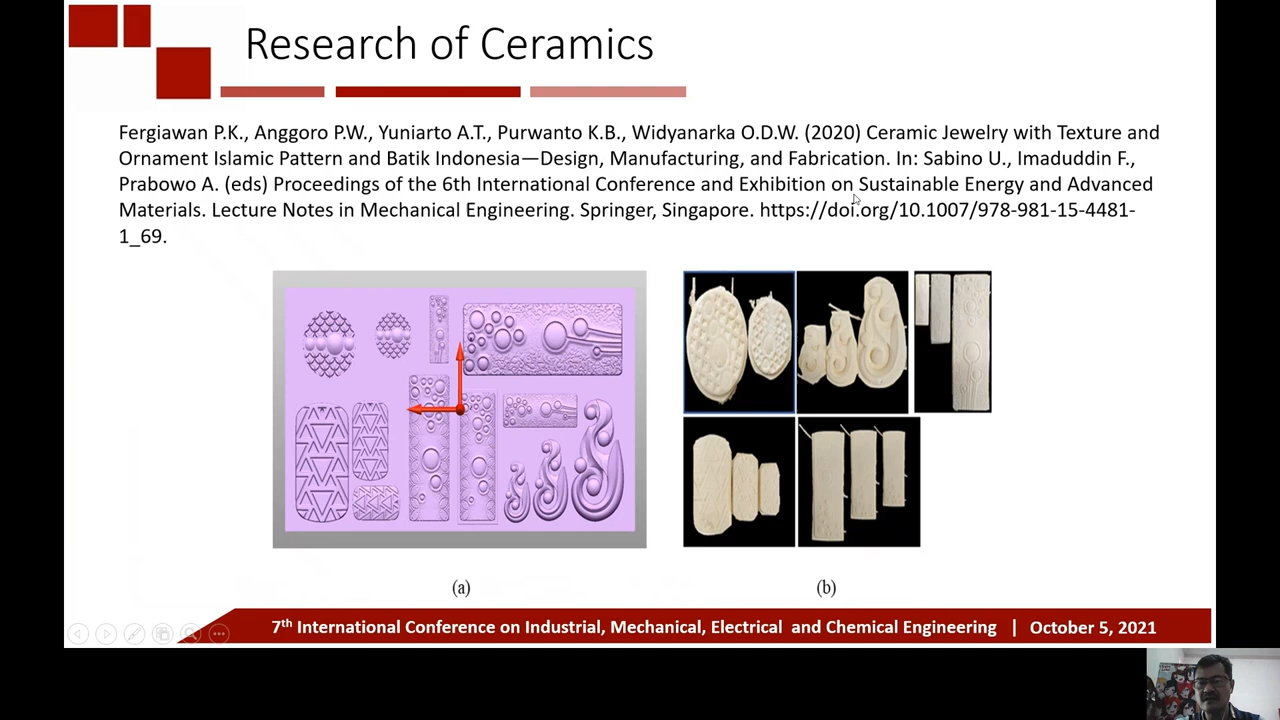 Research of Ceramics
Fergiawan P.K., Anggoro P.W., Yuniarto A.T., Purwanto K.B., Widyanarka O.D.W. (2020) Ceramic Jewelry with Texture and
Ornament Islamic Pattern and Batik Indonesia—Design, Manufacturing, and Fabrication. In: Sabino U., Imaduddin F.,
Prabowo A. (eds) Proceedings of the 6th International Conference and Exhibition on Sustainable Energy and Advanced
Materials. Lecture Notes in Mechanical Engineering. Springer, Singapore. https://doi.org/10.1007/978-981-15-4481-
1_69.
(a)
(b)
7th International Conference on Industrial, Mechanical, Electrical and Chemical Engineering | October 5, 2021